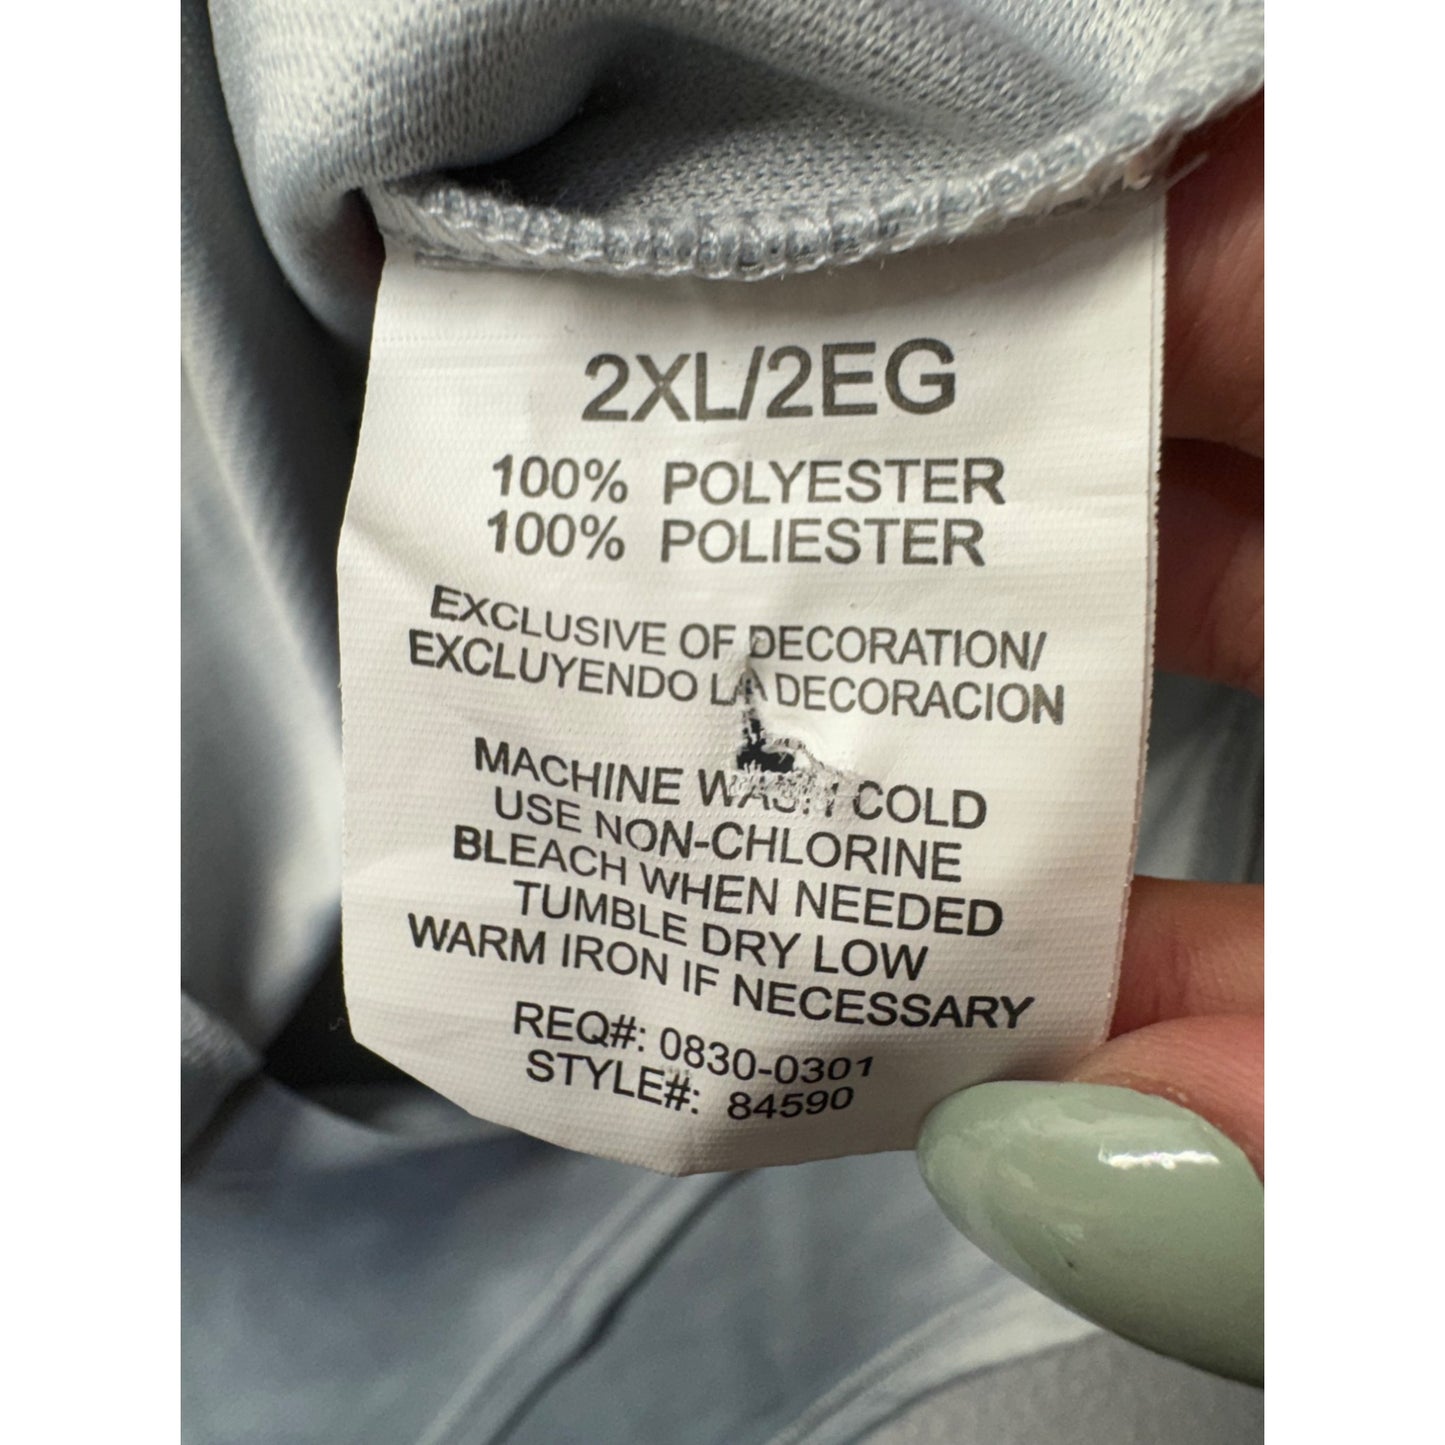 2XL/2EG
100% POLYESTER
100% POLIESTER
EXCLUSIVE OF DECORATION/
EXCLUYENDO LA DECORACION
MACHINE WASH COLD
USE NON-CHLORINE
BLEACH WHEN NEEDED
TUMBLE DRY LOW
WARM IRON IF NECESSARY
REQ#: 0830-0301
STYLE#: 84590